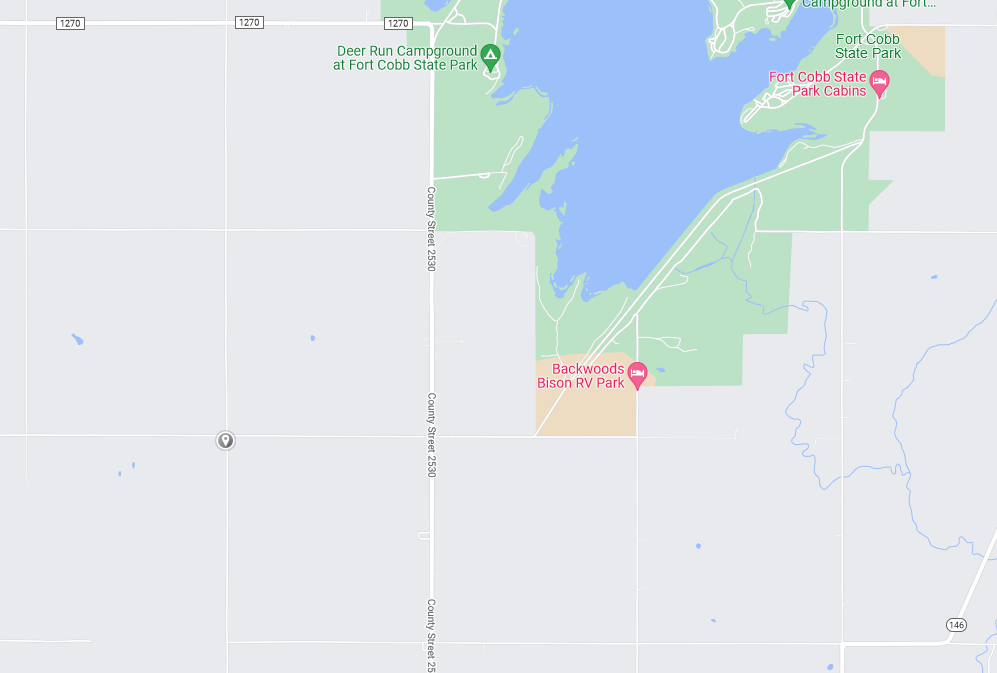 Campground at Fort...
1270
1270
1270
Deer Run Campground
at Fort Cobb State Park
Fort Cobb
State Park
Fort Cobb State
Park Cabins
County Street 2530
Backwoods
Bison RV Park
County Street 2530
County Street 25
146